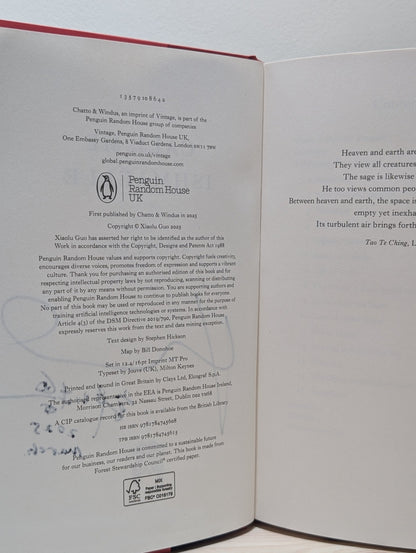 1 3 5 7 9 10 8 6 4 2
Chatto & Windus, an imprint of Vintage, is part of the
Penguin Random House group of companies
Vintage, Penguin Random House UK,
One Embassy Gardens, 8 Viaduct Gardens, London SW11 7BW
penguin.co.uk/vintage
global.penguinrandomhouse.com
Penguin
Random House
UK
First published by Chatto & Windus in 2025
Copyright © Xiaolu Guo 2025
Xiaolu Guo has asserted her right to be identified as the author of this
Work in accordance with the Copyright, Designs and Patents Act 1988
Penguin Random House values and supports copyright. Copyright fuels creativity,
encourages diverse voices, promotes freedom of expression and supports a vibrant
culture. Thank you for purchasing an authorised edition of this book and for
respecting intellectual property laws by not reproducing, scanning or distributing
any part of it by any means without permission. You are supporting authors and
enabling Penguin Random House to continue to publish books for everyone.
No part of this book may be used or reproduced in any manner for the purpose of
training artificial intelligence technologies or systems. In accordance with
Article 4(3) of the DSM Directive 2019/790, Penguin Random House
expressly reserves this work from the text and data mining exception.
Text design by Stephen Hickson
Map by Bill Donohoe
Set in 12.4/16pt Imprint MT Pro
Typeset by Jouve (UK), Milton Keynes
Printed and bound in Great Britain by Clays Ltd, Elcograf S.p.A.
The authorised representative in the EEA is Penguin Random House Ireland,
Morrison Chambers, 32 Nassau Street, Dublin D02 YH68
A CIP catalogue record for this book is available from the British Library
HB ISBN 9781784745608
TPB ISBN 9781784745615
Penguin Random House is committed to a sustainable future
for our business, our readers and our planet. This book is made from
Forest Stewardship Council® certified paper.
FSC
MIX
Paper | Supporting
responsible forestry
FSC® C018179
Heaven and earth are
They view all creatures
The sage is likewise
He too views common peo
Between heaven and earth, the space is
empty yet inexha
Its turbulent air brings forth
Tao Te Ching, L